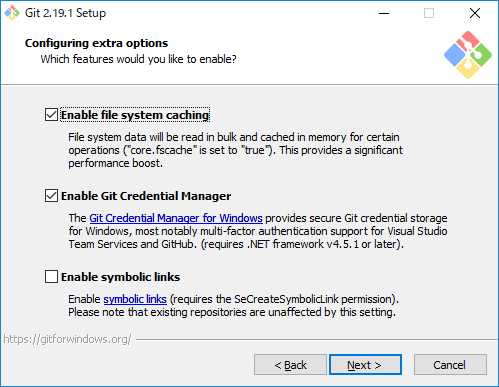 Git 2.19.1 Setup
Configuring extra options
Which features would you like to enable?
Enable file system caching
File system data will be read in bulk and cached in memory for certain
operations ("core.fscache" is set to "true"). This provides a significant
performance boost.
Enable Git Credential Manager
The Git Credential Manager for Windows provides secure Git credential storage
for Windows, most notably multi-factor authentication support for Visual Studio
Team Services and GitHub. (requires .NET framework v4.5.1 or later).
Enable symbolic links
Enable symbolic links (requires the SeCreateSymbolicLink permission).
Please note that existing repositories are unaffected by this setting.
https://gitforwindows.org/
< Back
Next >
Cancel